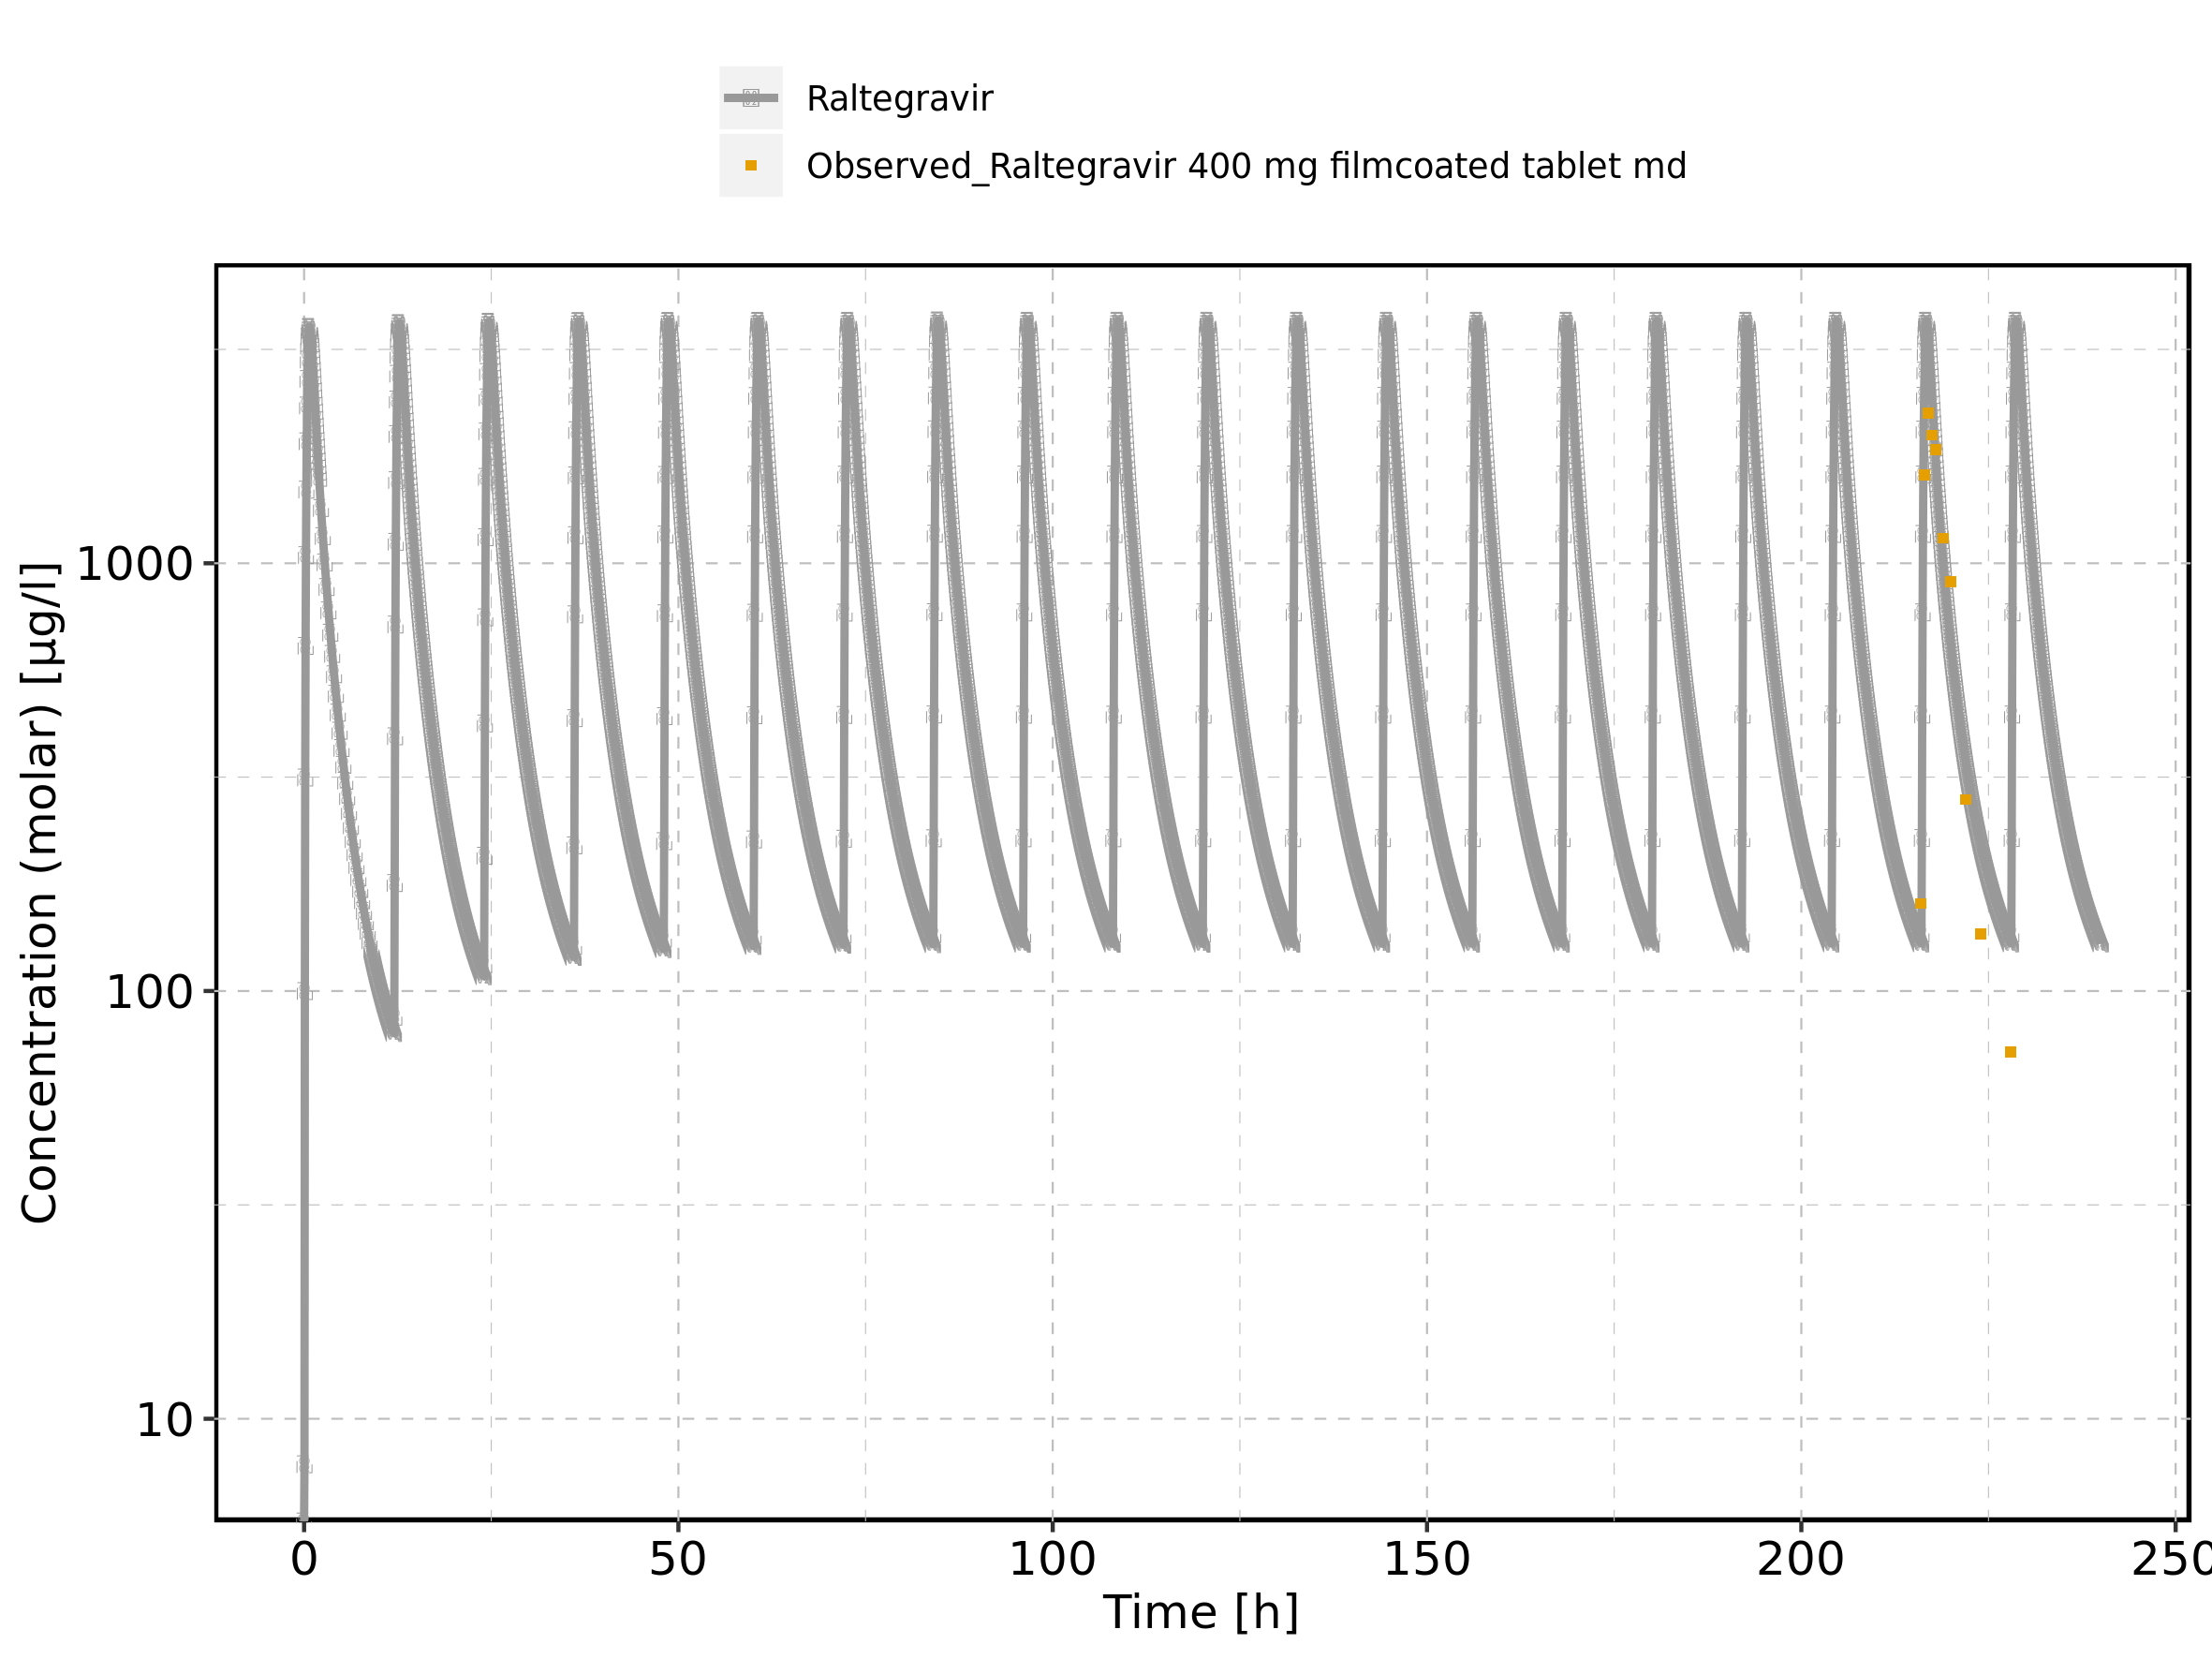 Raltegravir
Observed_Raltegravir 400 mg filmcoated tablet md
Concentration (molar) [µg/l]
1000
100
10
0 50 100 150 200 250
Time [h]